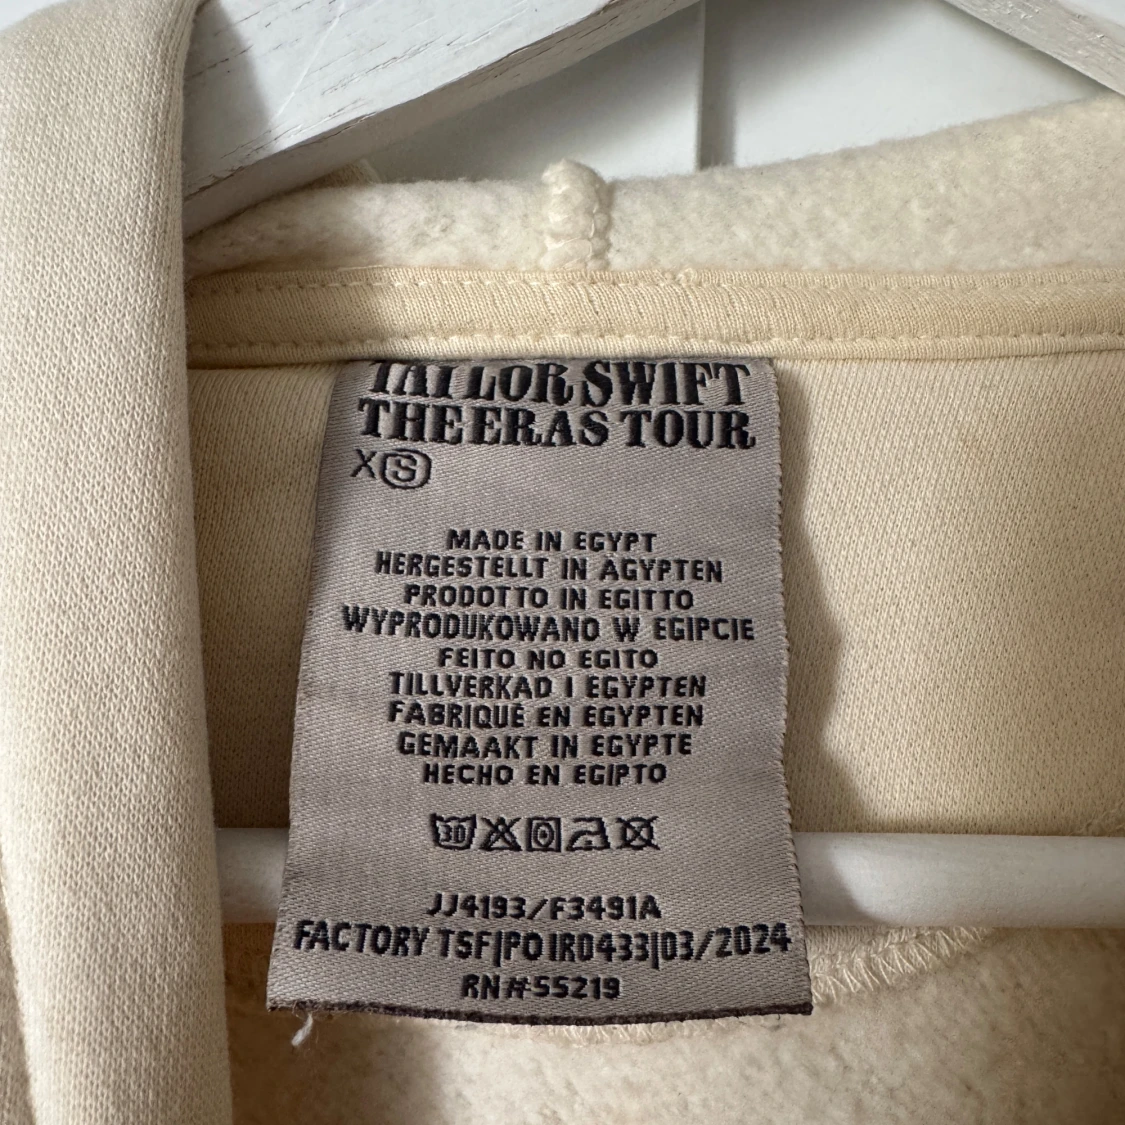 TAYLOR SWIFT
THE ERAS TOUR
XS
MADE IN EGYPT
HERGESTELLT IN ÄGYPTEN
PRODOTTO IN EGITTO
WYPRODUKOWANO W EGIPCIE
FEITO NO EGITO
TILLVERKAD I EGYPTEN
FABRIQUÉ EN EGYPTEN
GEMAAKT IN EGYPTE
HECHO EN EGIPTO
30
JJ4193/F3491A
FACTORY TSF|PO IR0433|03/2024
RN#55219